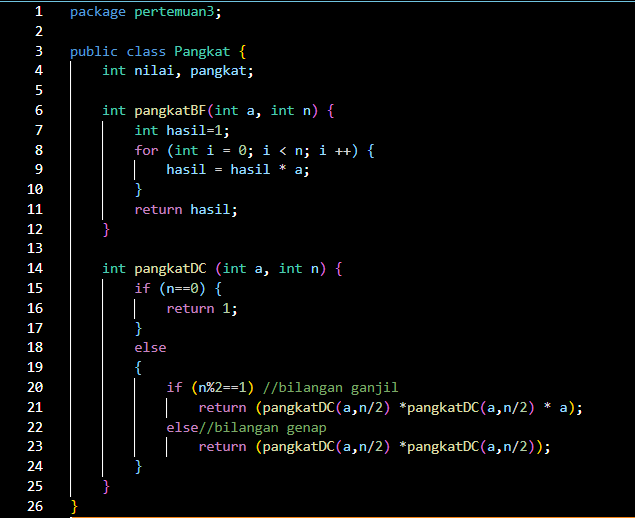 1 package pertemuan3;
2
3 public class Pangkat {
4     int nilai, pangkat;
5
6     int pangkatBF(int a, int n) {
7         int hasil=1;
8         for (int i = 0; i < n; i ++) {
9             hasil = hasil * a;
10         }
11         return hasil;
12     }
13
14     int pangkatDC (int a, int n) {
15         if (n==0) {
16             return 1;
17         }
18         else
19         {
20             if (n%2==1) //bilangan ganjil
21                 return (pangkatDC(a,n/2) *pangkatDC(a,n/2) * a);
22             else//bilangan genap
23                 return (pangkatDC(a,n/2) *pangkatDC(a,n/2));
24         }
25     }
26 }